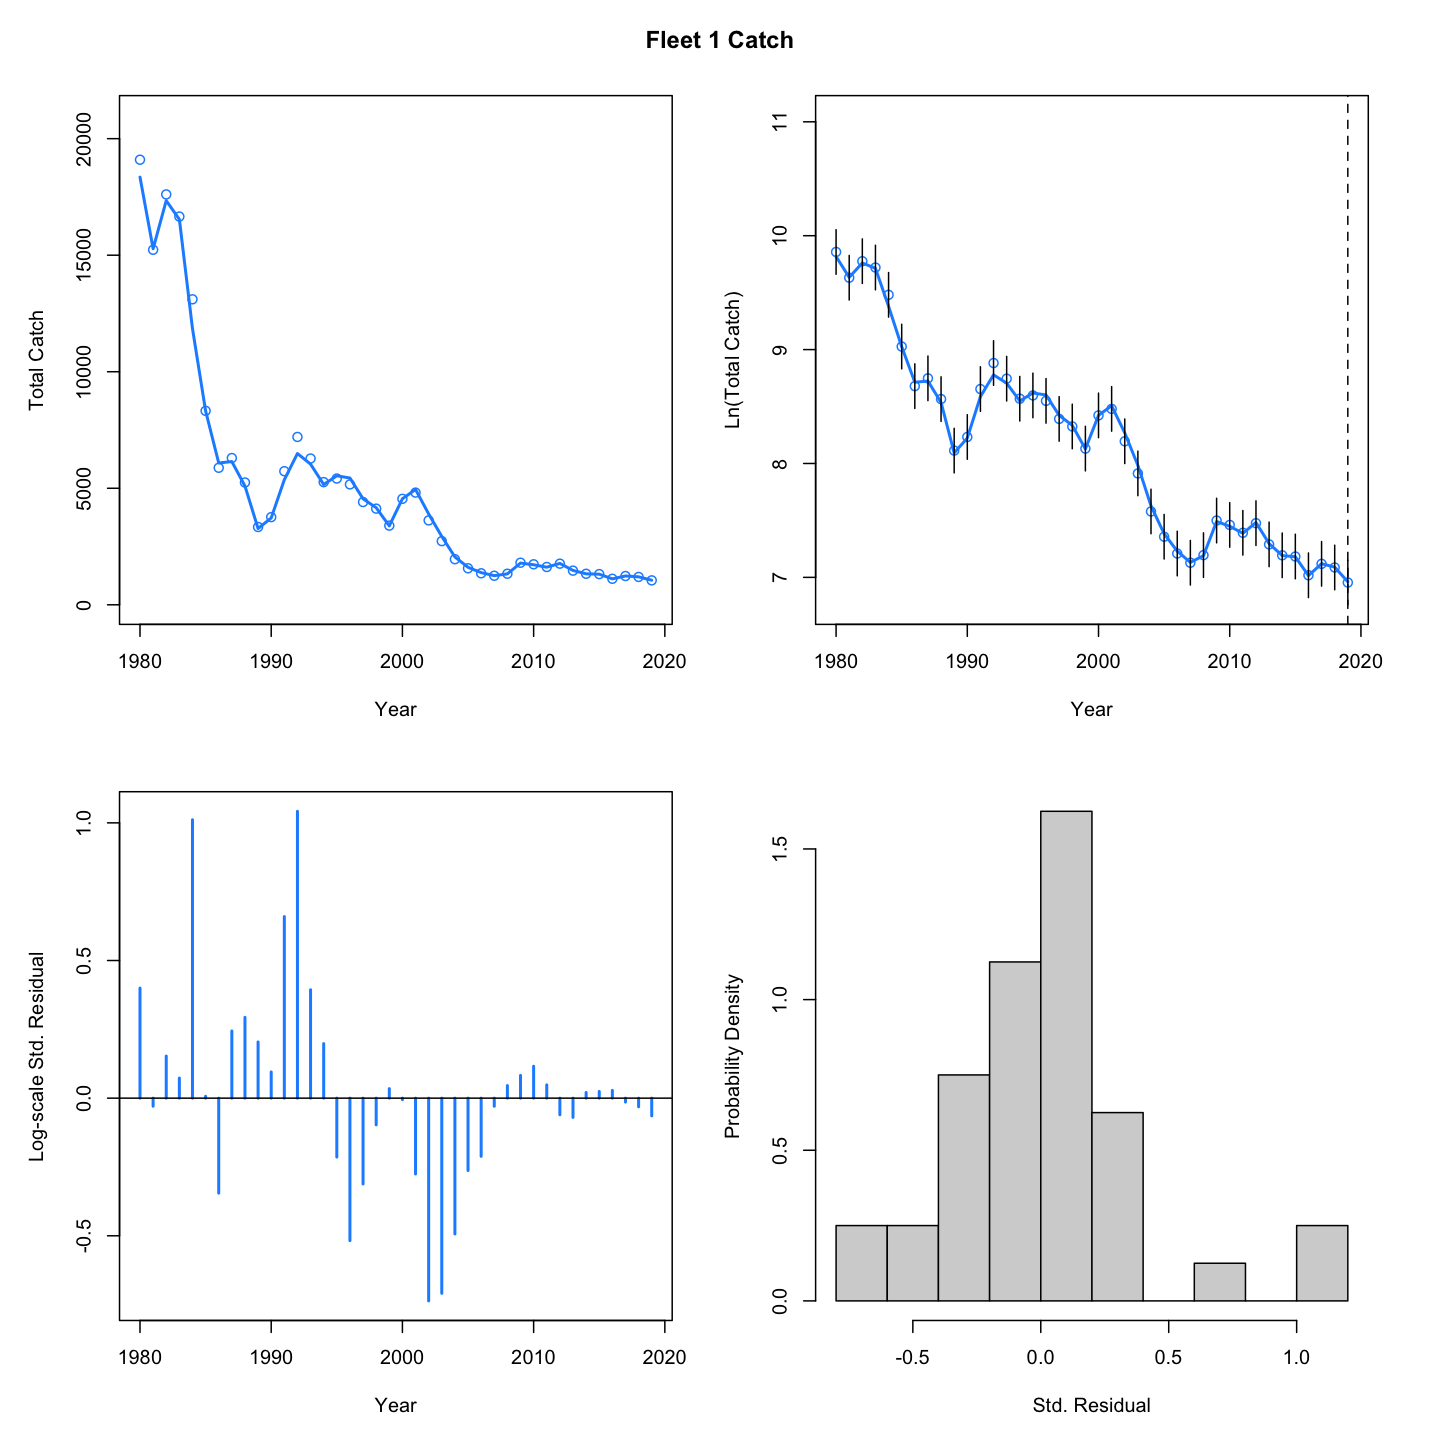 Fleet 1 Catch
Total Catch
20000
15000
10000
5000
0
1980 1990 2000 2010 2020
Year
Ln(Total Catch)
11
10
9
8
7
1980 1990 2000 2010 2020
Year
Log-scale Std. Residual
1.0
0.5
0.0
-0.5
1980 1990 2000 2010 2020
Year
Probability Density
1.5
1.0
0.5
0.0
-0.5 0.0 0.5 1.0
Std. Residual